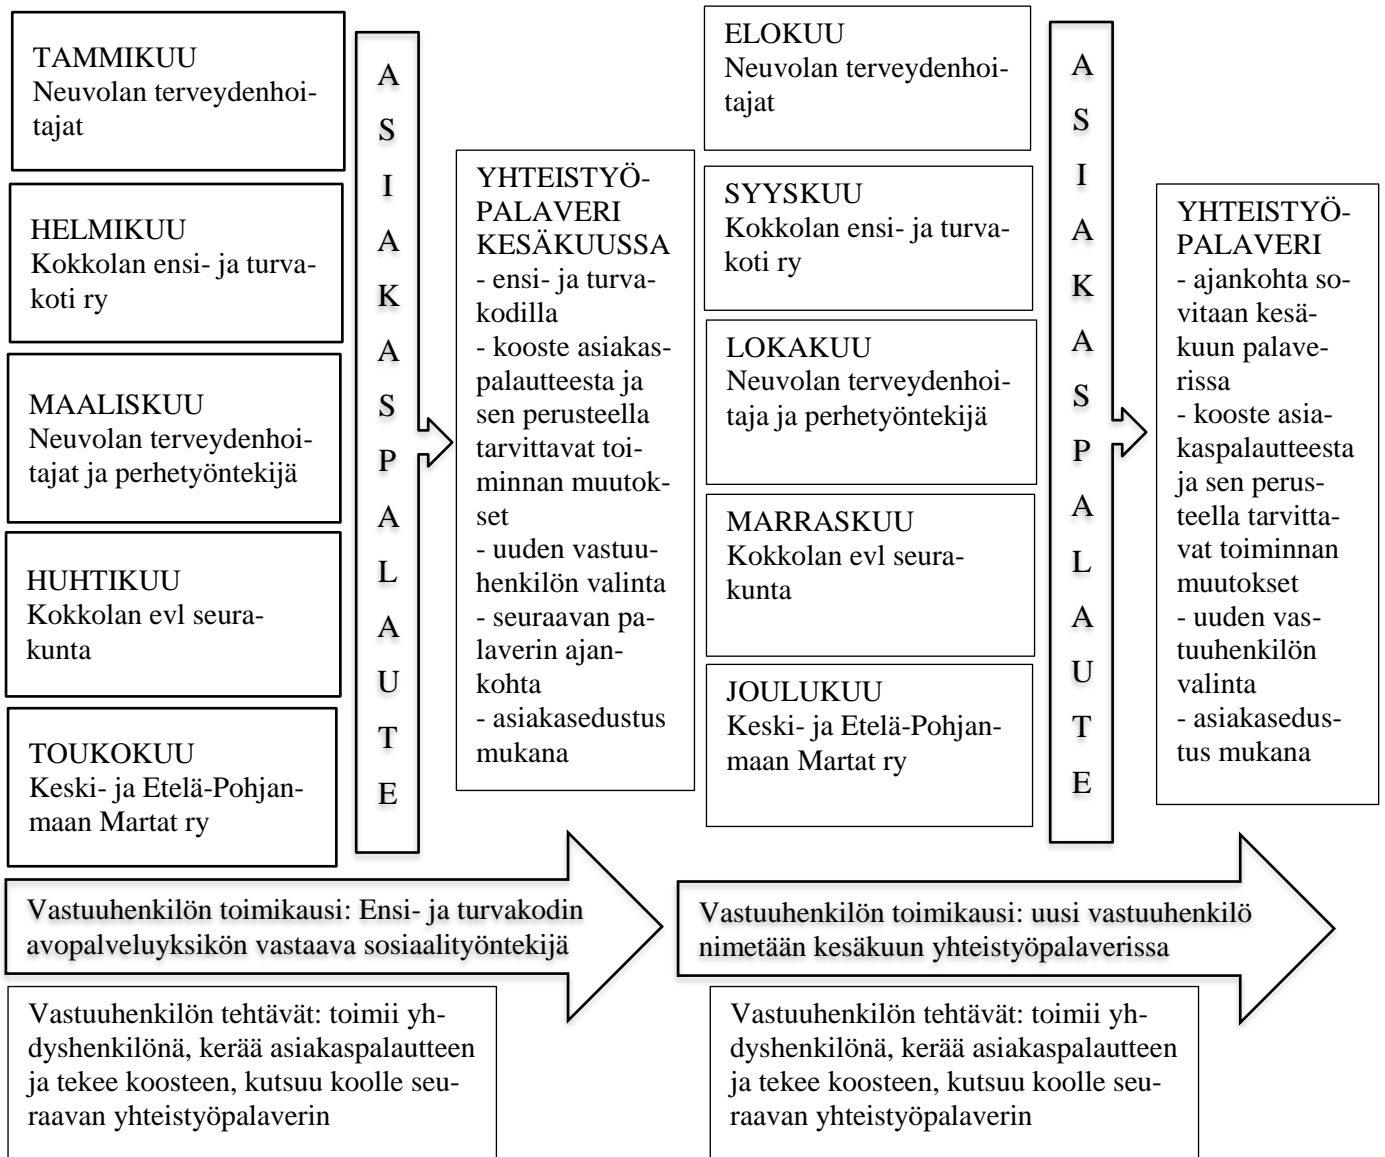 TAMMIKUU
Neuvolan terveydenhoi-
tajat
HELMIKUU
Kokkolan ensi- ja turva-
koti ry
MAALISKUU
Neuvolan terveydenhoi-
tajat ja perhetyöntekijä
HUHTIKUU
Kokkolan evl seura-
kunta
TOUKOKUU
Keski- ja Etelä-Pohjan-
maan Martat ry
A
S
I
A
K
A
S
P
A
L
A
U
T
E
YHTEISTYÖ-
PALAVERI
KESÄKUUSSA
- ensi- ja turva-
kodilla
- kooste asiakas-
palautteesta ja
sen perusteella
tarvittavat toi-
minnan muutok-
set
- uuden vastuu-
henkilön valinta
- seuraavan pa-
laverin ajan-
kohta
- asiakasedustus
mukana
ELOKUU
Neuvolan terveydenhoi-
tajat
SYYSKUU
Kokkolan ensi- ja turva-
koti ry
LOKAKUU
Neuvolan terveydenhoi-
taja ja perhetyöntekijä
MARRASKUU
Kokkolan evl seura-
kunta
JOULUKUU
Keski- ja Etelä-Pohjan-
maan Martat ry
A
S
I
A
K
A
S
P
A
L
A
U
T
E
YHTEISTYÖ-
PALAVERI
- ajankohta so-
vitaan kesä-
kuun palave-
rissa
- kooste asia-
kaspalautteesta
ja sen perus-
teella tarvitta-
vat toiminnan
muutokset
- uuden vas-
tuuhenkilön
valinta
- asiakasedus-
tus mukana
Vastuuhenkilön toimikausi: Ensi- ja turvakodin
avopalveluyksikön vastaava sosiaalityöntekijä
Vastuuhenkilön toimikausi: uusi vastuuhenkilö
nimetään kesäkuun yhteistyöpalaverissa
Vastuuhenkilön tehtävät: toimii yh-
dyshenkilönä, kerää asiakaspalautteen
ja tekee koosteen, kutsuu koolle seu-
raavan yhteistyöpalaverin
Vastuuhenkilön tehtävät: toimii yh-
dyshenkilönä, kerää asiakaspalautteen
ja tekee koosteen, kutsuu koolle seu-
raavan yhteistyöpalaverin